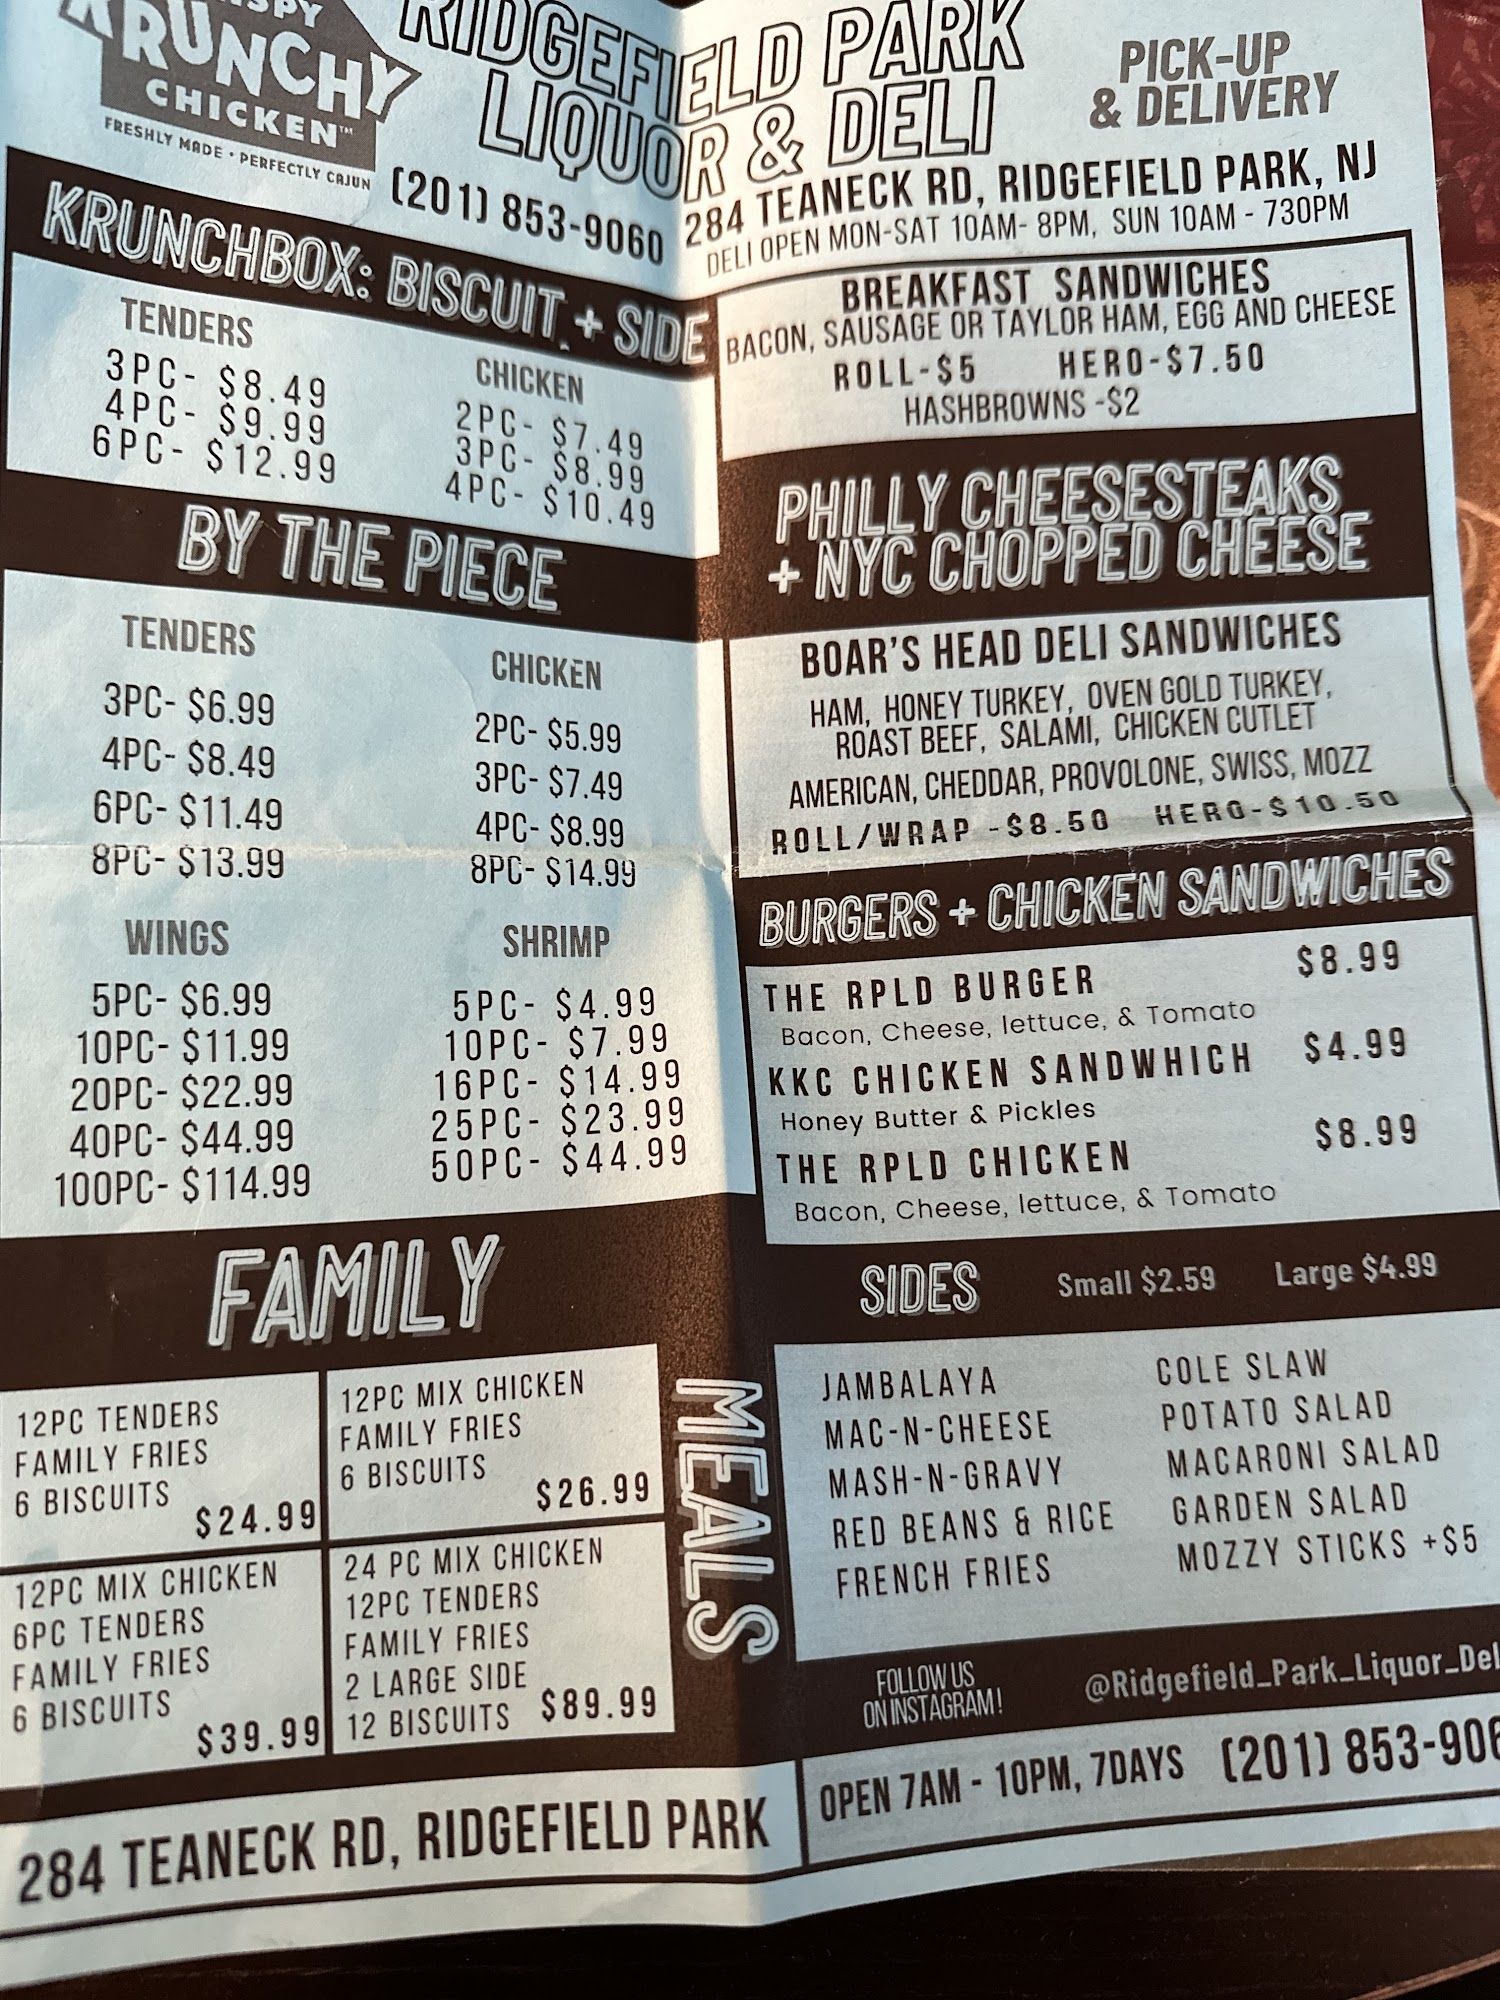 KRUNCHY
CHICKEN™
FRESHLY MADE • PERFECTLY CAJUN
RIDGEFIELD PARK
LIQUOR & DELI
PICK-UP
& DELIVERY
(201) 853-9060
284 TEANECK RD, RIDGEFIELD PARK, NJ
DELI OPEN MON-SAT 10AM- 8PM, SUN 10AM - 730PM
KRUNCHBOX: BISCUIT + SIDE
TENDERS
3PC- $8.49
4PC- $9.99
6PC- $12.99
CHICKEN
2PC- $7.49
3PC- $8.99
4PC- $10.49
BY THE PIECE
TENDERS
3PC- $6.99
4PC- $8.49
6PC- $11.49
8PC- $13.99
CHICKEN
2PC- $5.99
3PC- $7.49
4PC- $8.99
8PC- $14.99
WINGS
5PC- $6.99
10PC- $11.99
20PC- $22.99
40PC- $44.99
100PC- $114.99
SHRIMP
5PC- $4.99
10PC- $7.99
16PC- $14.99
25PC- $23.99
50PC- $44.99
FAMILY
MEALS
12PC TENDERS
FAMILY FRIES
6 BISCUITS
$24.99
12PC MIX CHICKEN
FAMILY FRIES
6 BISCUITS
$26.99
12PC MIX CHICKEN
6PC TENDERS
FAMILY FRIES
6 BISCUITS
$39.99
24 PC MIX CHICKEN
12PC TENDERS
FAMILY FRIES
2 LARGE SIDE
12 BISCUITS $89.99
284 TEANECK RD, RIDGEFIELD PARK
BREAKFAST SANDWICHES
BACON, SAUSAGE OR TAYLOR HAM, EGG AND CHEESE
ROLL-$5 HERO-$7.50
HASHBROWNS -$2
PHILLY CHEESESTEAKS
+ NYC CHOPPED CHEESE
BOAR'S HEAD DELI SANDWICHES
HAM, HONEY TURKEY, OVEN GOLD TURKEY,
ROAST BEEF, SALAMI, CHICKEN CUTLET
AMERICAN, CHEDDAR, PROVOLONE, SWISS, MOZZ
ROLL/WRAP -$8.50 HERO-$10.50
BURGERS + CHICKEN SANDWICHES
THE RPLD BURGER $8.99
Bacon, Cheese, lettuce, & Tomato
KKC CHICKEN SANDWHICH $4.99
Honey Butter & Pickles
THE RPLD CHICKEN $8.99
Bacon, Cheese, lettuce, & Tomato
SIDES Small $2.59 Large $4.99
JAMBALAYA
MAC-N-CHEESE
MASH-N-GRAVY
RED BEANS & RICE
FRENCH FRIES
COLE SLAW
POTATO SALAD
MACARONI SALAD
GARDEN SALAD
MOZZY STICKS +$5
FOLLOW US
ON INSTAGRAM!
@Ridgefield_Park_Liquor_Del
OPEN 7AM - 10PM, 7DAYS (201) 853-906